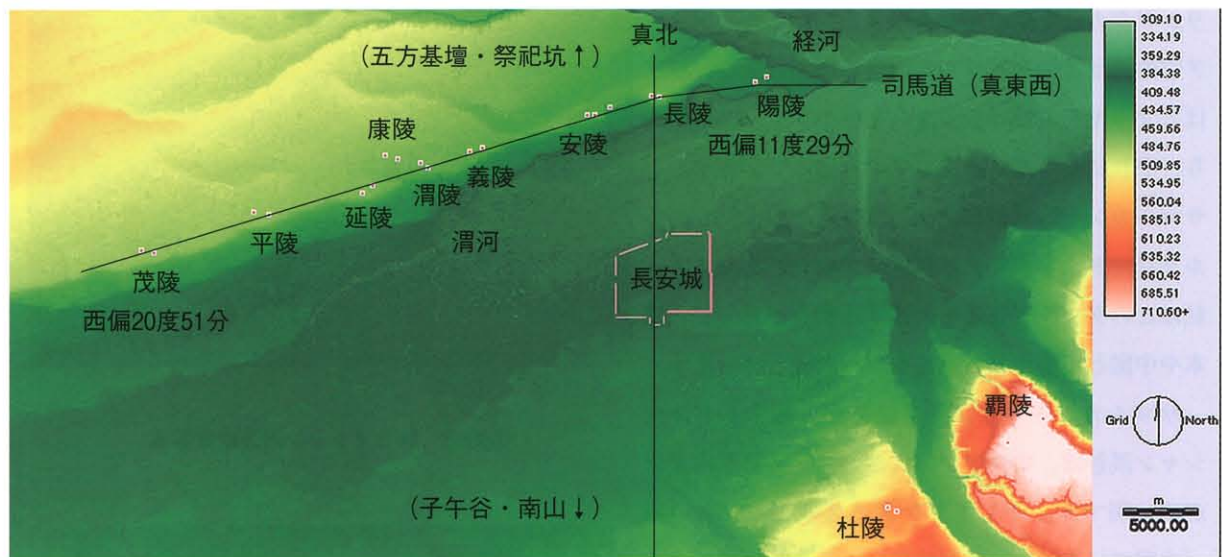 真北
経河
(五方基壇・祭祀坑↑)
司馬道(真東西)
陽陵
長陵
西偏11度29分
安陵
康陵
義陵
渭陵
延陵
平陵
渭河
茂陵
西偏20度51分
長安城
覇陵
(子午谷・南山↓)
杜陵
309.10
334.19
359.29
384.38
409.48
434.57
459.66
484.76
509.85
534.95
560.04
585.13
610.23
635.32
660.42
685.51
710.60+
Grid North
m
5000.00